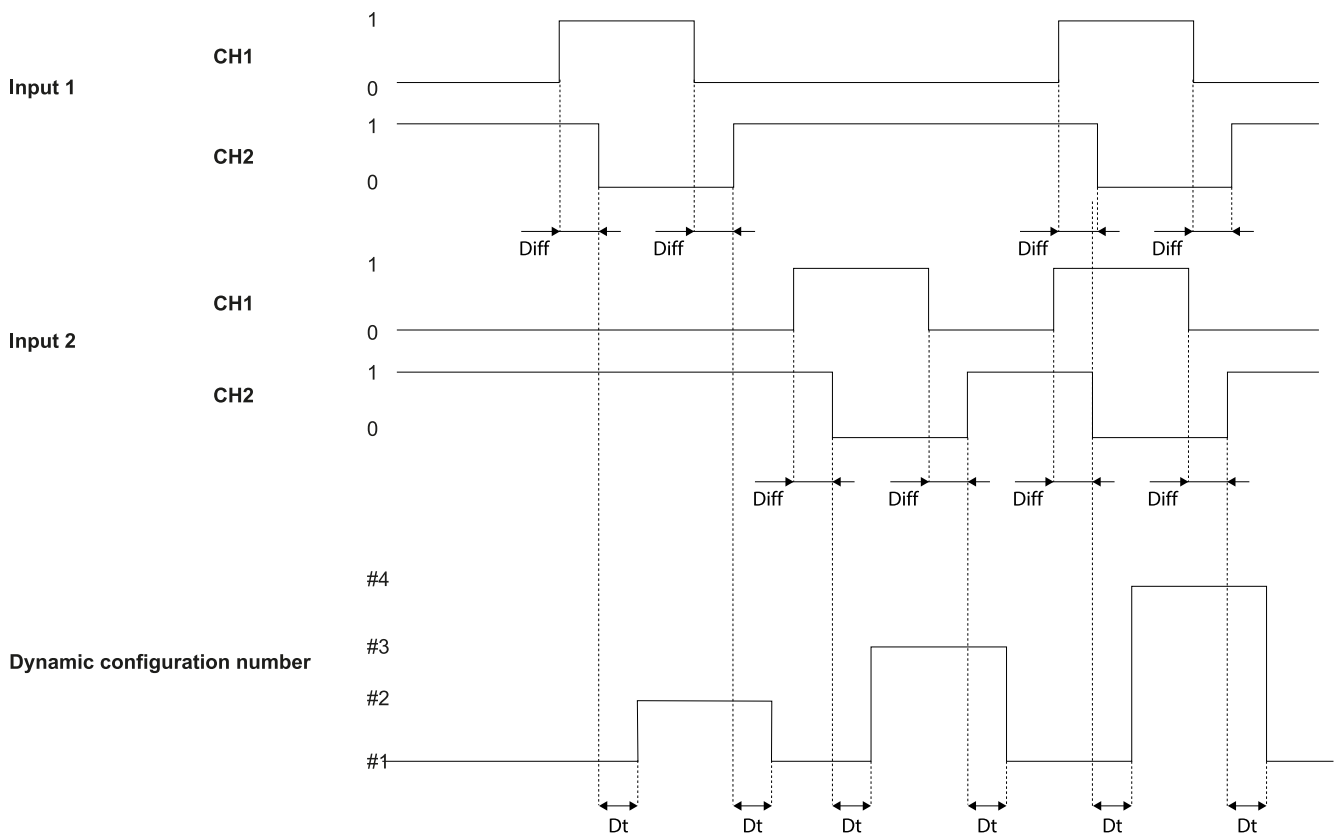 1
CH1
Input 1
0
1
CH2
0
Diff Diff Diff Diff
1
CH1
0
Input 2
1
CH2
0
Diff Diff Diff Diff
#4
#3
Dynamic configuration number
#2
#1
Dt Dt Dt Dt Dt Dt